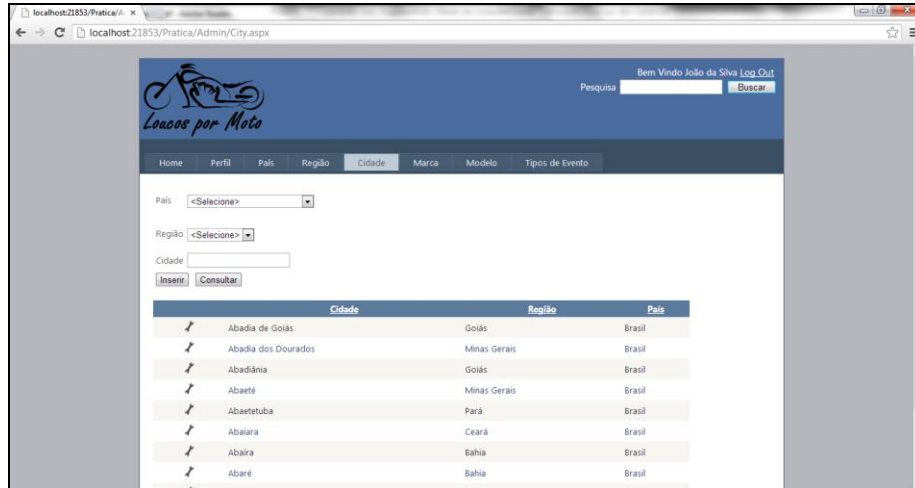 localhost:21853/Pratica/A
localhost:21853/Pratica/Admin/City.aspx
Bem Vindo João da Silva Log Out
Pesquisa Buscar
Loucos por Moto
Home Perfil País Região Cidade Marca Modelo Tipos de Evento
País <Selecione>
Região <Selecione>
Cidade
Inserir Consultar
Cidade Região País
Abadia de Goiás Goiás Brasil
Abadia dos Dourados Minas Gerais Brasil
Abadiânia Goiás Brasil
Abaeté Minas Gerais Brasil
Abaetetuba Pará Brasil
Abaiara Ceará Brasil
Abaíra Bahia Brasil
Abaré Bahia Brasil